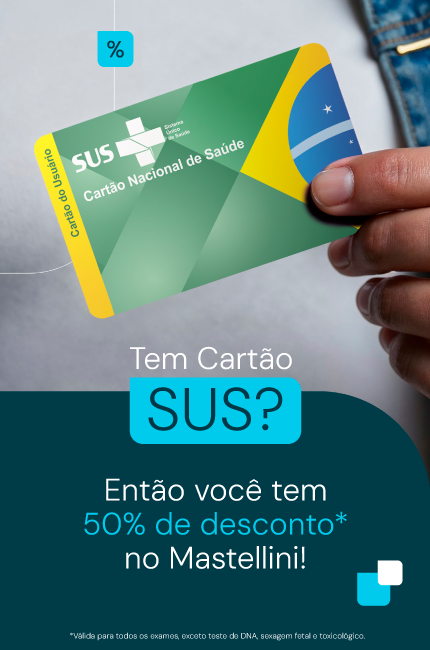 %
SUS
Sistema
Único
de Saúde
Cartão Nacional de Saúde
Cartão do Usuário
Tem Cartão
SUS?
Então você tem
50% de desconto*
no Mastellini!
*Válida para todos os exames, exceto teste de DNA, sexagem fetal e toxicológico.